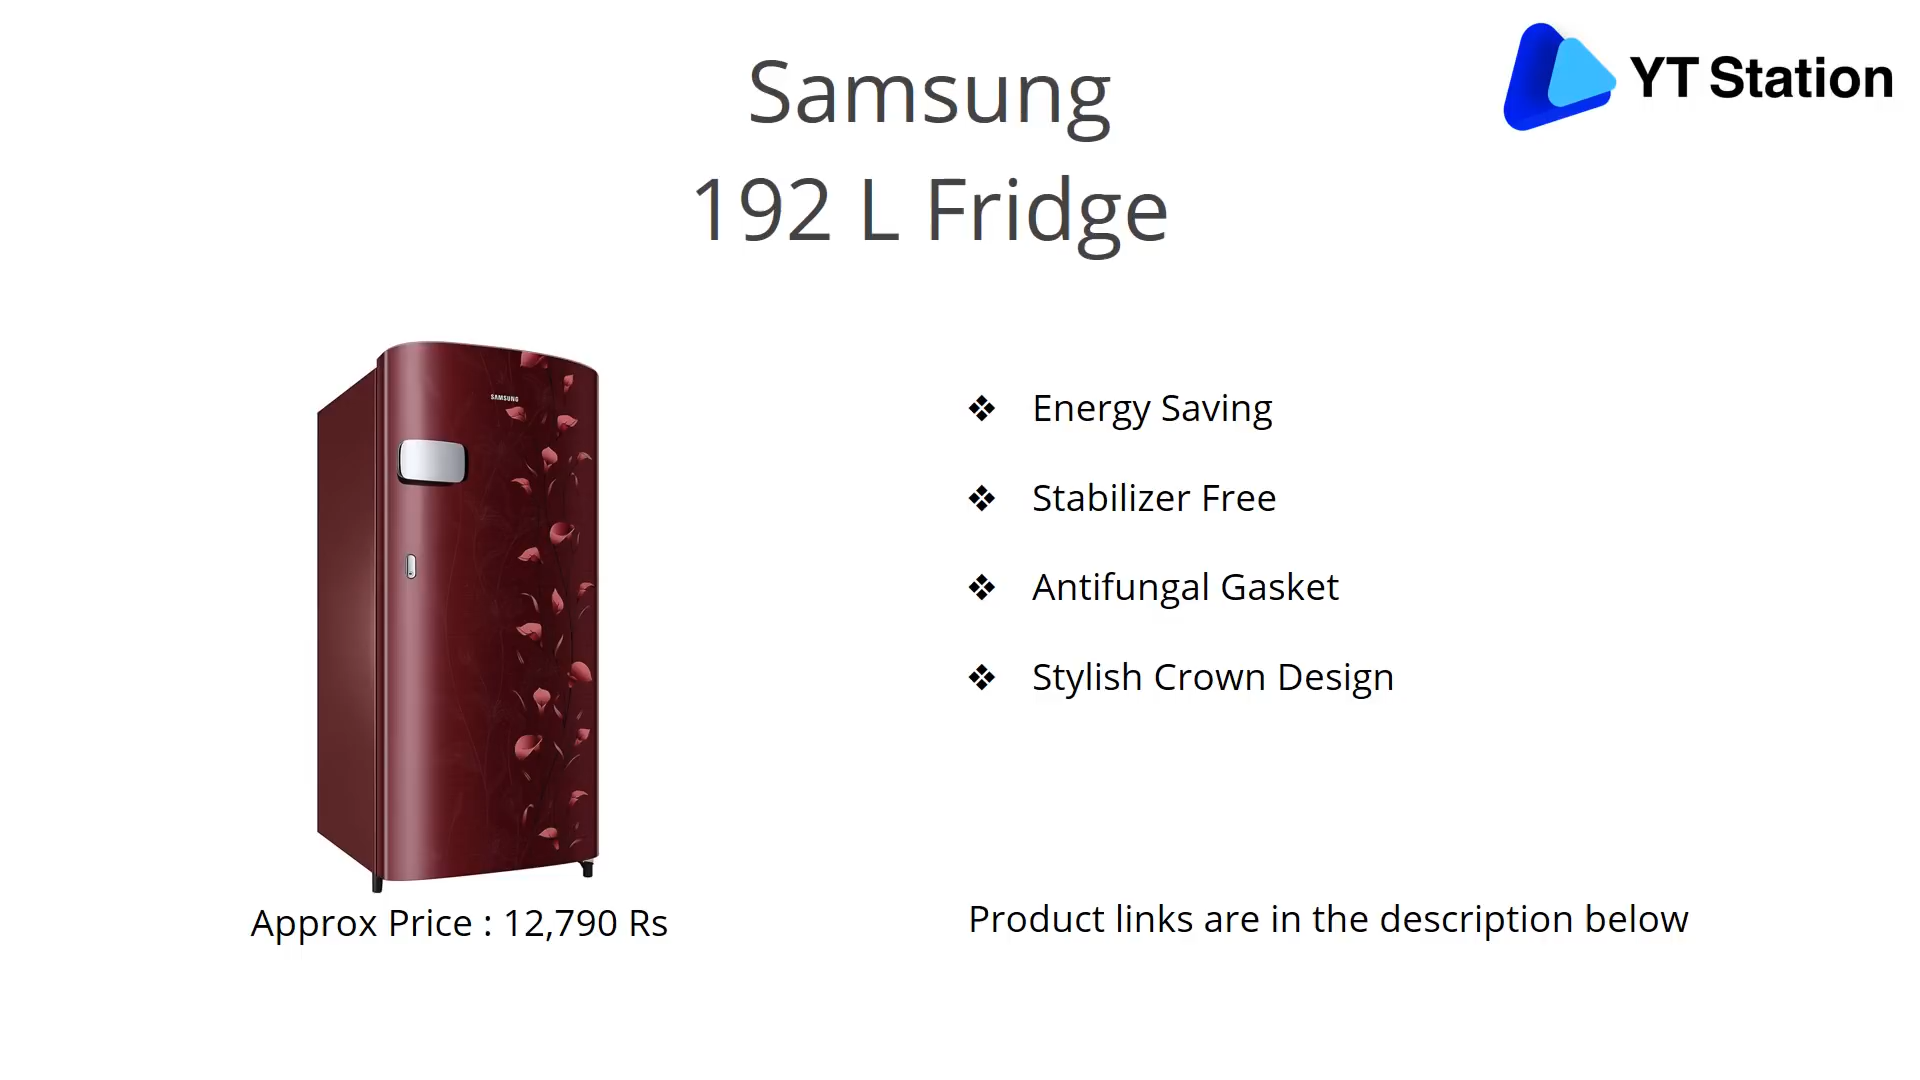 Samsung
192 L Fridge
YT Station
SAMSUNG
❖ Energy Saving
❖ Stabilizer Free
❖ Antifungal Gasket
❖ Stylish Crown Design
Approx Price : 12,790 Rs
Product links are in the description below